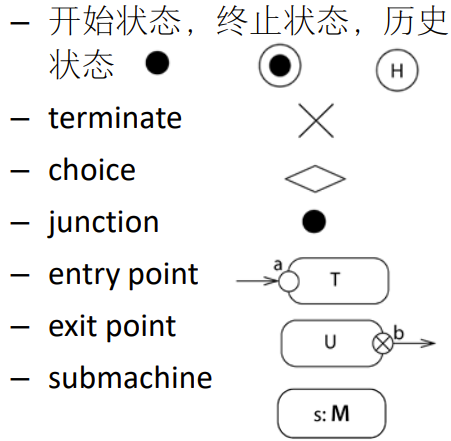 – 开始状态，终止状态，历史
状态 H
– terminate
– choice
– junction
– entry point a T
– exit point U b
– submachine
s: M